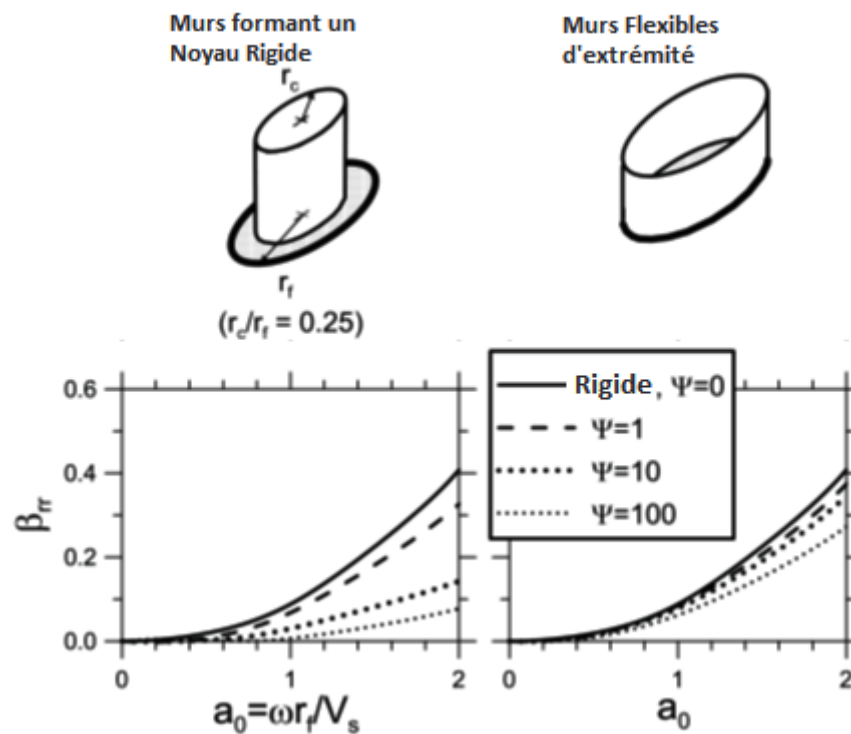 Murs formant un
Noyau Rigide
Murs Flexibles
d'extrémité
r_c
r_f
(r_c/r_f = 0.25)
Rigide, Ψ=0
Ψ=1
Ψ=10
Ψ=100
β_rr
0.6
0.4
0.2
0.0
0 1 2
a_0=ωr_f/V_s
0 1 2
a_0